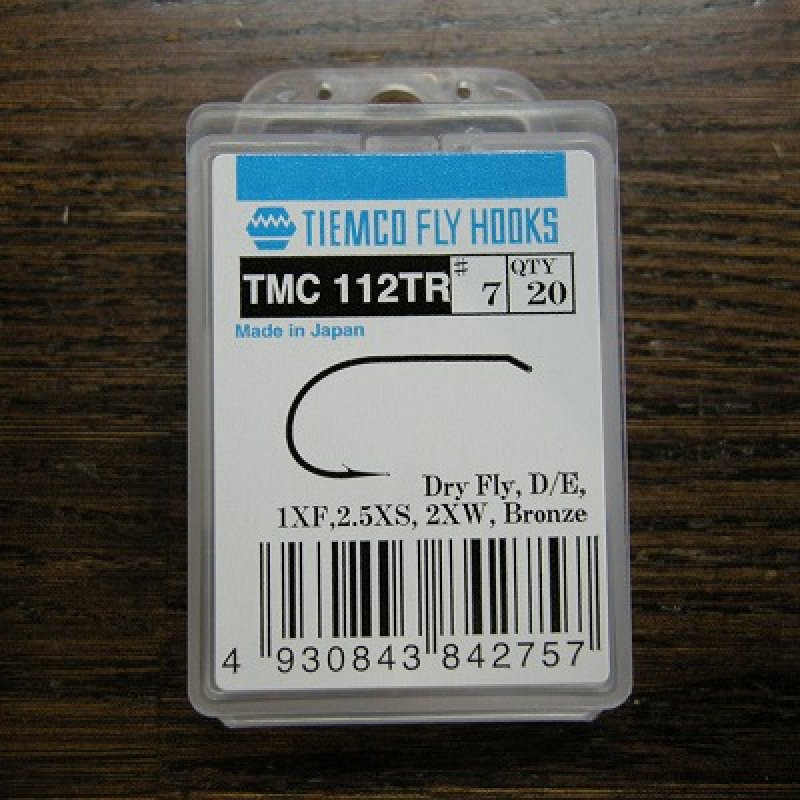 TIEMCO FLY HOOKS
TMC 112TR # 7 QTY 20
Made in Japan
Dry Fly, D/E,
1XF,2.5XS, 2XW, Bronze
4 930843 842757